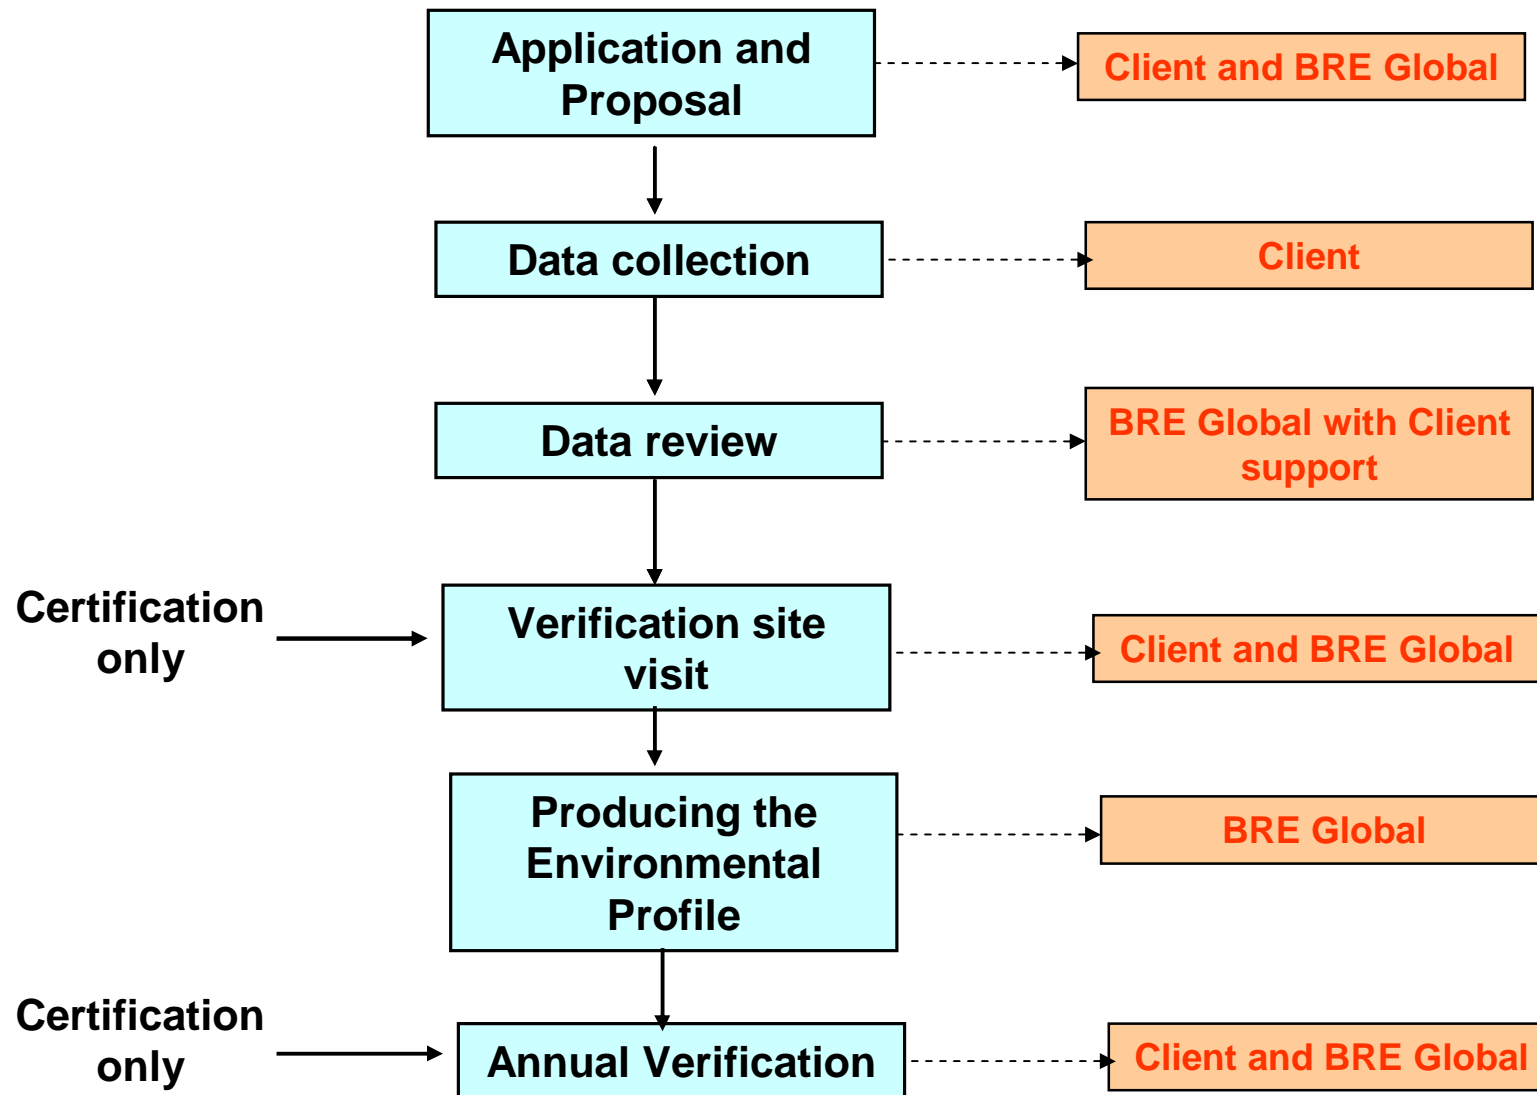 Application and
Proposal
Client and BRE Global
Data collection
Client
Data review
BRE Global with Client
support
Certification
only
Verification site
visit
Client and BRE Global
Producing the
Environmental
Profile
BRE Global
Certification
only
Annual Verification
Client and BRE Global